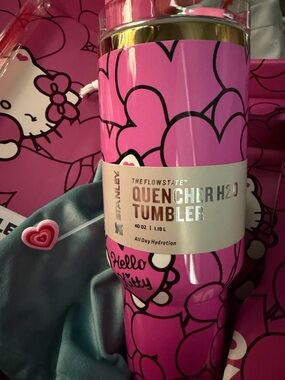 STANLEY
THE FLOWSTATE™
QUENCHER H2.0
TUMBLER
40 OZ | 1.18 L
All Day Hydration
Hello
Kitty